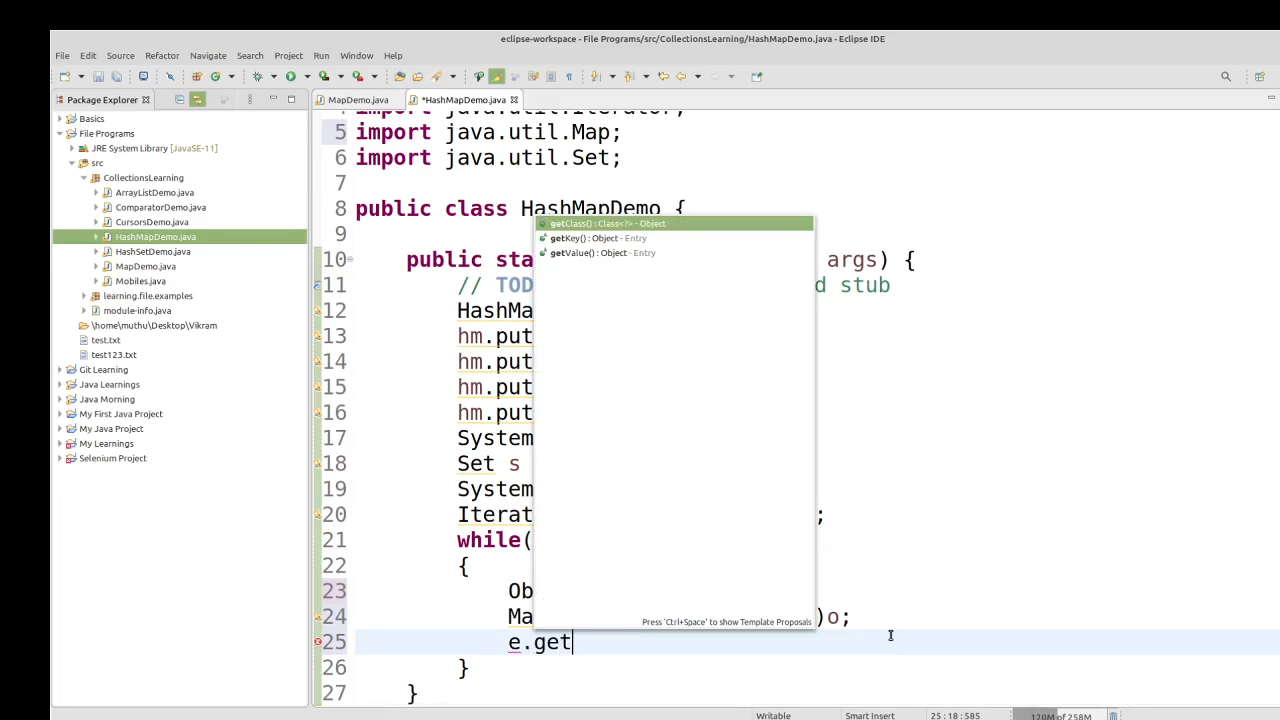 eclipse-workspace - File Programs/src/CollectionsLearning/HashMapDemo.java - Eclipse IDE
File Edit Source Refactor Navigate Search Project Run Window Help
Package Explorer
MapDemo.java
*HashMapDemo.java
Basics
File Programs
JRE System Library [JavaSE-11]
src
CollectionsLearning
ArrayListDemo.java
ComparatorDemo.java
CursorsDemo.java
HashMapDemo.java
HashSetDemo.java
MapDemo.java
Mobiles.java
learning.file.examples
module-info.java
\home\muthu\Desktop\Vikram
test.txt
test123.txt
Git Learning
Java Learnings
Java Morning
My First Java Project
My Java Project
My Learnings
Selenium Project
4 import java.util.Iterator;
5 import java.util.Map;
6 import java.util.Set;
7
8 public class HashMapDemo {
9
10 public sta args) {
11 // TOD d stub
12 HashMa
13 hm.put
14 hm.put
15 hm.put
16 hm.put
17 System
18 Set s
19 System
20 Iterat ;
21 while(
22 {
23 Ob
24 Ma )o;
25 e.get
26 }
27 }
getClass() : Class<?> - Object
getKey() : Object - Entry
getValue() : Object - Entry
Press 'Ctrl+Space' to show Template Proposals
Writable Smart Insert 25 : 18 : 585 120M of 258M